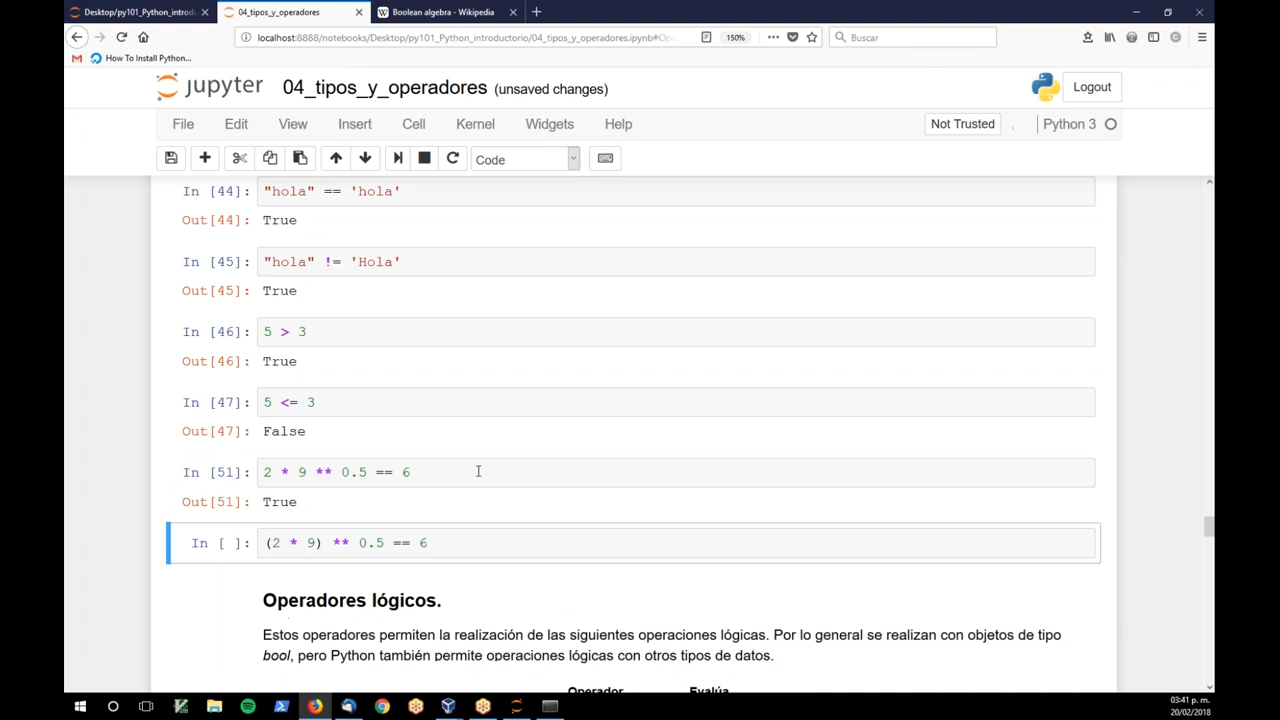 Desktop/py101_Python_introdu
04_tipos_y_operadores
Boolean algebra - Wikipedia
localhost:8888/notebooks/Desktop/py101_Python_introductorio/04_tipos_y_operadores.ipynb#Op
150%
Buscar
How To Install Python...
jupyter 04_tipos_y_operadores (unsaved changes)
Logout
File Edit View Insert Cell Kernel Widgets Help
Not Trusted
Python 3
Code
In [44]: "hola" == 'hola'
Out[44]: True
In [45]: "hola" != 'Hola'
Out[45]: True
In [46]: 5 > 3
Out[46]: True
In [47]: 5 <= 3
Out[47]: False
In [51]: 2 * 9 ** 0.5 == 6
Out[51]: True
In [ ]: (2 * 9) ** 0.5 == 6
Operadores lógicos.
Estos operadores permiten la realización de las siguientes operaciones lógicas. Por lo general se realizan con objetos de tipo
bool, pero Python también permite operaciones lógicas con otros tipos de datos.
Operador Evalúa
03:41 p. m.
20/02/2018